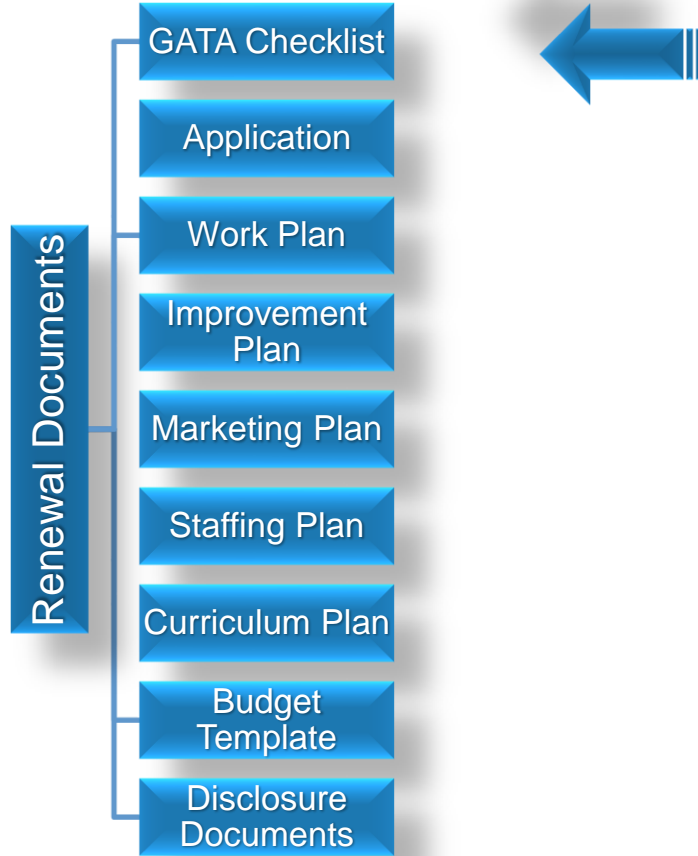 Renewal Documents
GATA Checklist
Application
Work Plan
Improvement
Plan
Marketing Plan
Staffing Plan
Curriculum Plan
Budget
Template
Disclosure
Documents